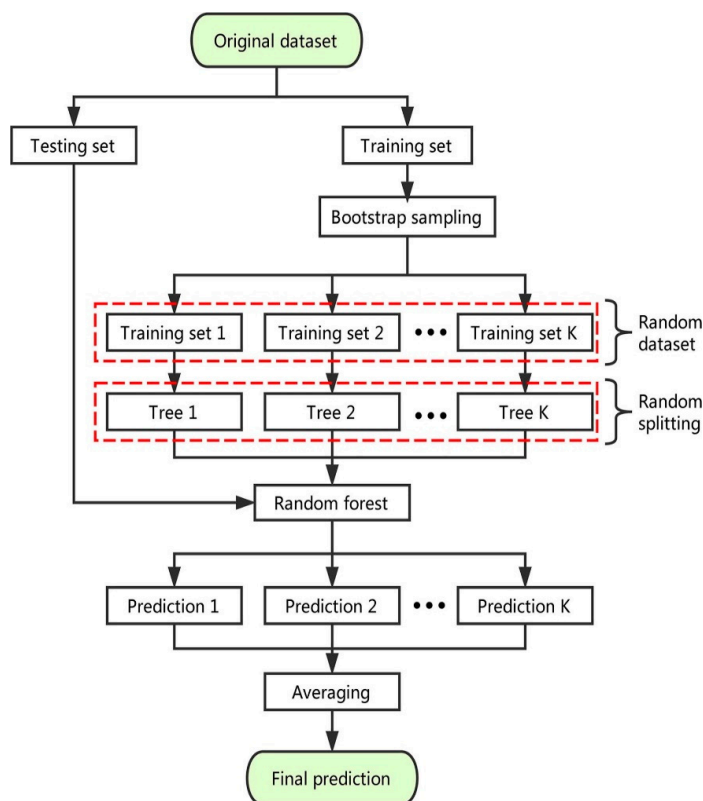 Original dataset
Testing set
Training set
Bootstrap sampling
Training set 1
Training set 2
•••
Training set K
Random
dataset
Tree 1
Tree 2
•••
Tree K
Random
splitting
Random forest
Prediction 1
Prediction 2
•••
Prediction K
Averaging
Final prediction